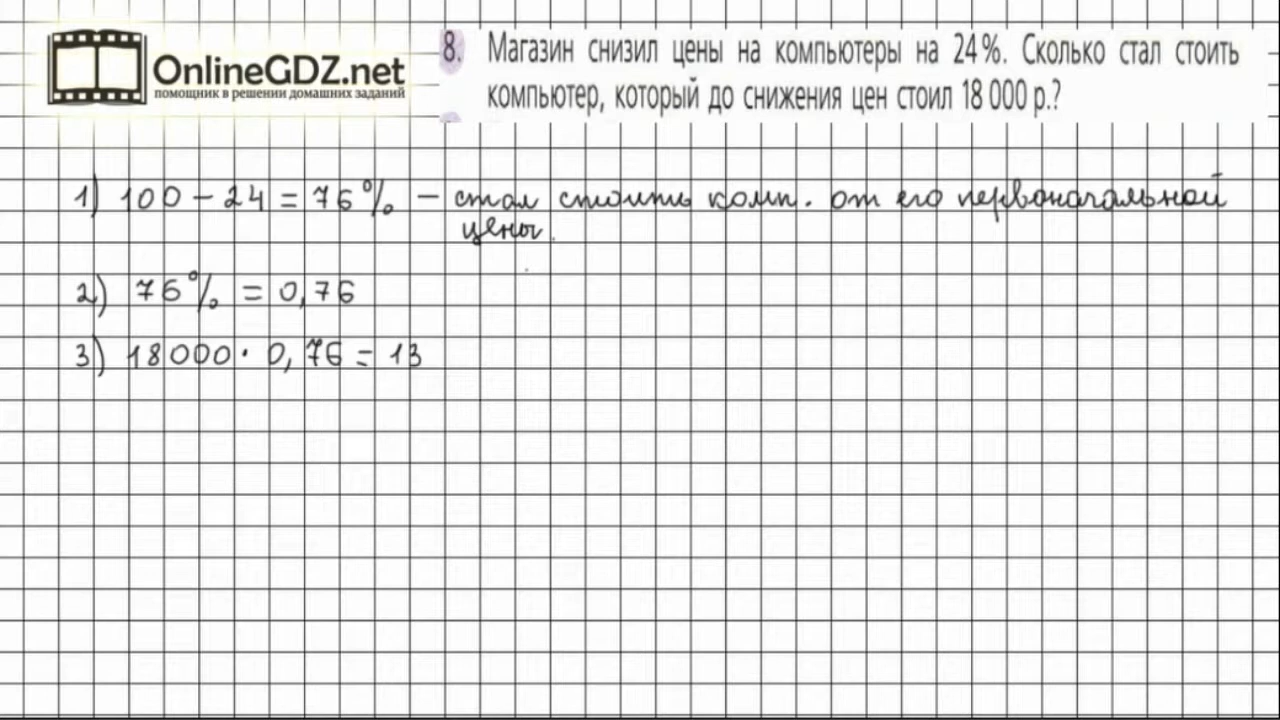 OnlineGDZ.net
помощник в решении домашних заданий
8. Магазин снизил цены на компьютеры на 24%. Сколько стал стоить
компьютер, который до снижения цен стоил 18 000 р.?
1) 100 – 24 = 76% – стал стоить комп. от его первоначальной
цены.
2) 76% = 0,76
3) 18000 · 0,76 = 13